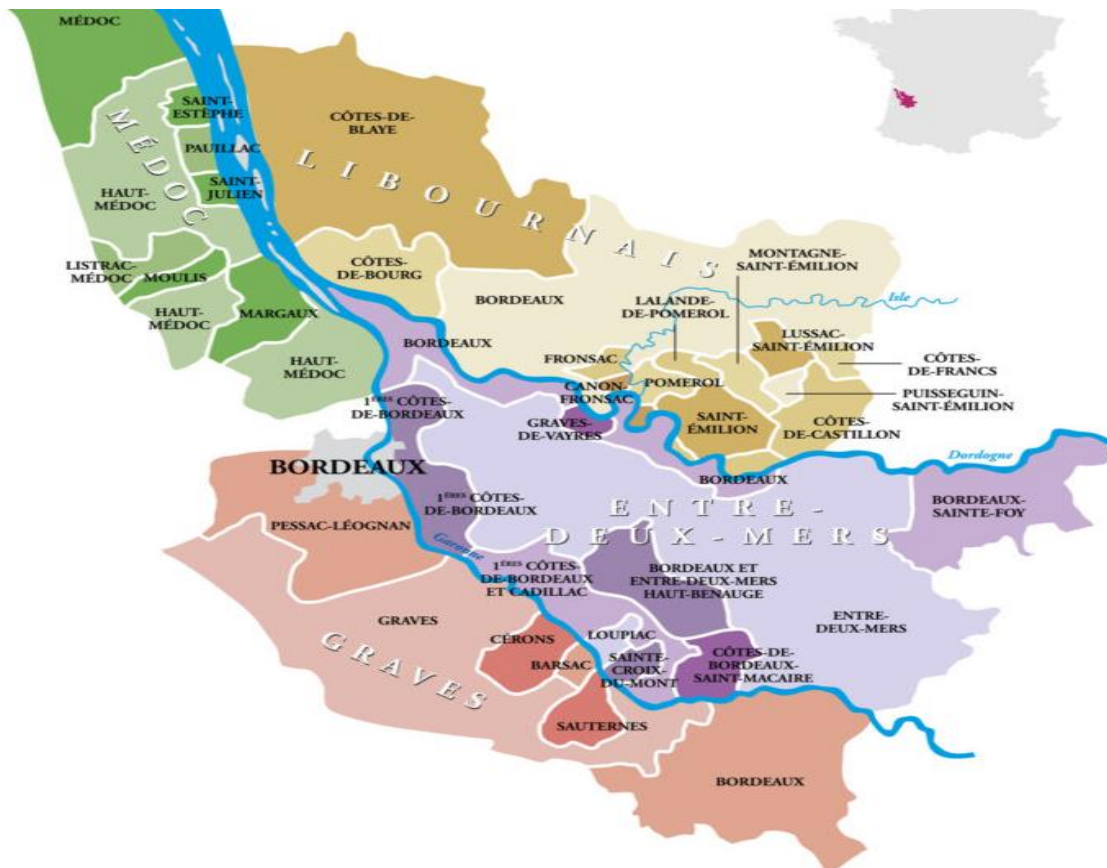 MÉDOC
SAINT-
ESTÈPHE
PAUILLAC
SAINT-
JULIEN
MÉDOC
HAUT-
MÉDOC
LISTRAC-
MÉDOC
MOULIS
HAUT-
MÉDOC
MARGAUX
HAUT-
MÉDOC
CÔTES-DE-
BLAYE
LIBOURNAIS
CÔTES-
DE-BOURG
BORDEAUX
MONTAGNE-
SAINT-ÉMILION
LALANDE-
DE-POMEROL
Isle
LUSSAC-
SAINT-ÉMILION
CÔTES-
DE-FRANCS
FRONSAC
POMEROL
CANON-
FRONSAC
PUISSEGUIN-
SAINT-ÉMILION
SAINT-
ÉMILION
CÔTES-
DE-CASTILLON
BORDEAUX
1ÈRES CÔTES-
DE-BORDEAUX
GRAVES-
DE-VAYRES
Dordogne
BORDEAUX
BORDEAUX
BORDEAUX-
SAINTE-FOY
1ÈRES CÔTES-
DE-BORDEAUX
ENTRE-
DEUX-MERS
PESSAC-LÉOGNAN
Garonne
1ÈRES CÔTES-
DE-BORDEAUX
ET CADILLAC
BORDEAUX ET
ENTRE-DEUX-MERS
HAUT-BENAUGE
ENTRE-
DEUX-MERS
GRAVES
GRAVES
CÉRONS
BARSAC
LOUPIAC
SAINTE-
CROIX-
DU-MONT
CÔTES-DE-
BORDEAUX-
SAINT-MACAIRE
SAUTERNES
BORDEAUX